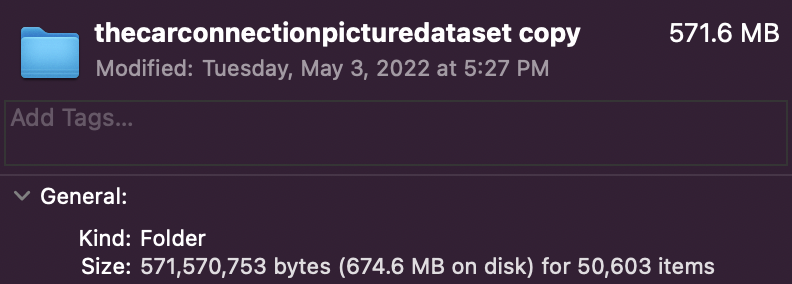 thecarconnectionpicturedataset copy 571.6 MB
Modified: Tuesday, May 3, 2022 at 5:27 PM
Add Tags...
General:
Kind: Folder
Size: 571,570,753 bytes (674.6 MB on disk) for 50,603 items